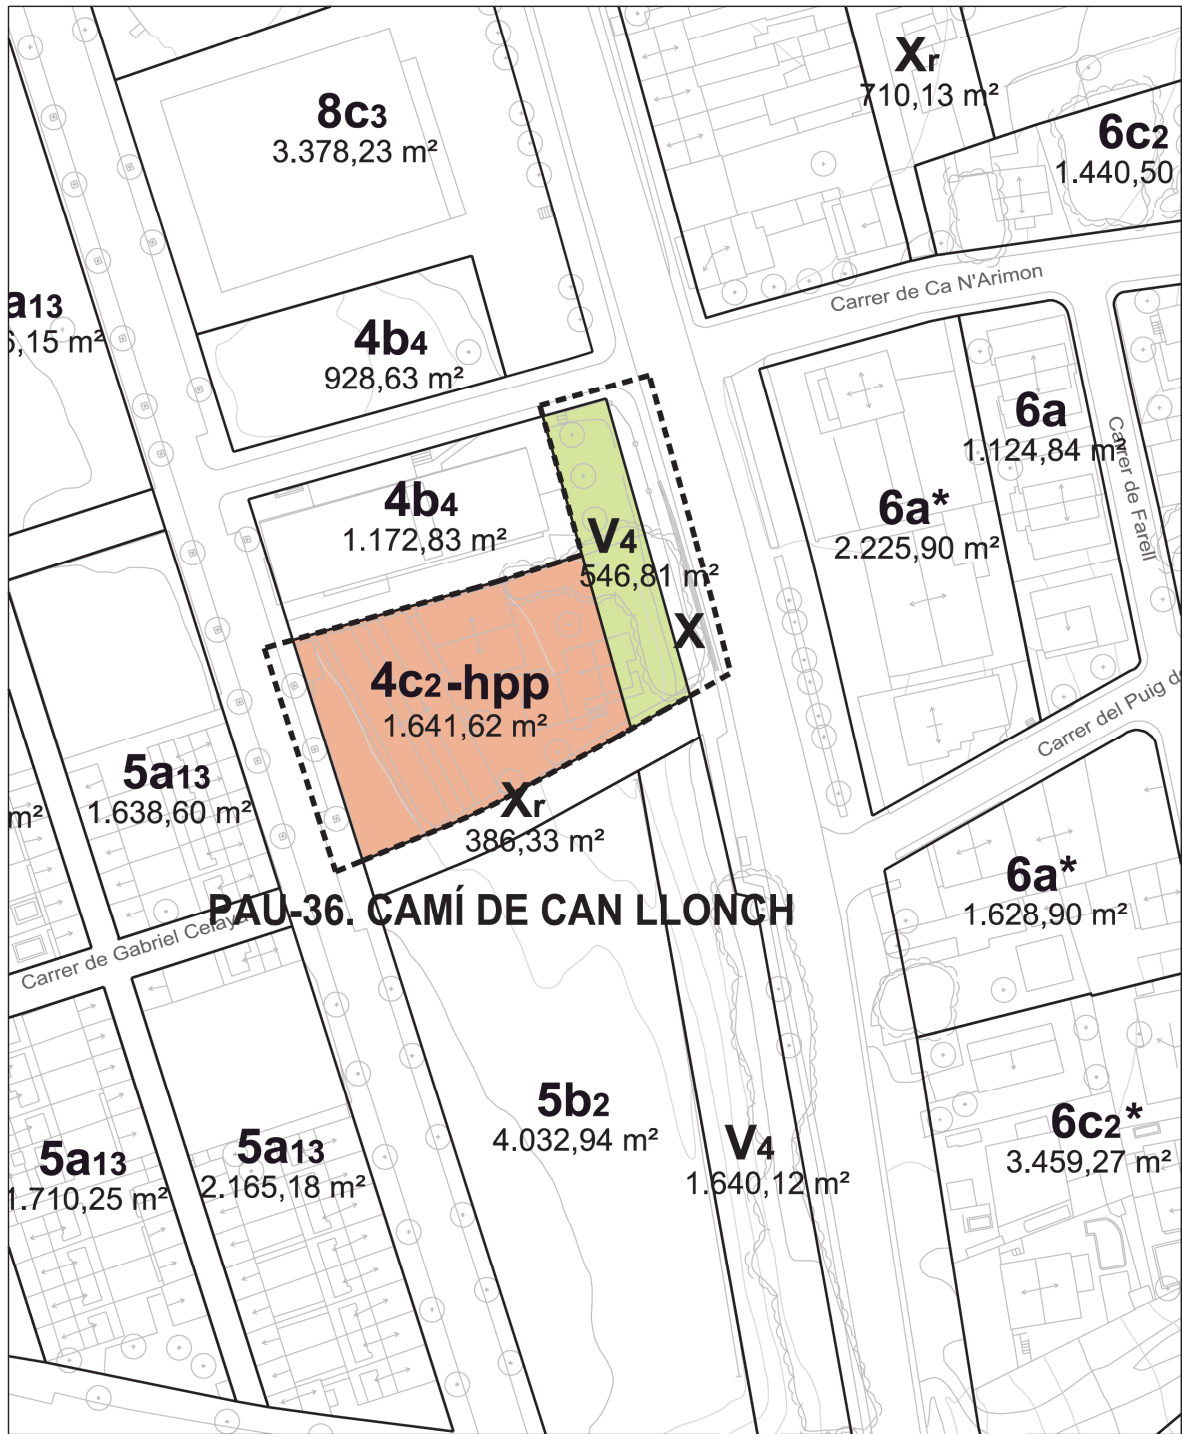 Xr
710,13 m²
8c3
3.378,23 m²
6c2
1.440,50
Carrer de Ca N'Arimon
a13
,15 m²
4b4
928,63 m²
6a
1.124,84 m²
Carrer de Farell
4b4
1.172,83 m²
6a*
2.225,90 m²
V4
546,81 m²
X
4c2-hpp
1.641,62 m²
Carrer del Puig d
5a13
1.638,60 m²
m²
Xr
386,33 m²
6a*
1.628,90 m²
PAU-36. CAMÍ DE CAN LLONCH
Carrer de Gabriel Celaya
5b2
4.032,94 m²
6c2*
3.459,27 m²
V4
1.640,12 m²
5a13
1.710,25 m²
5a13
2.165,18 m²